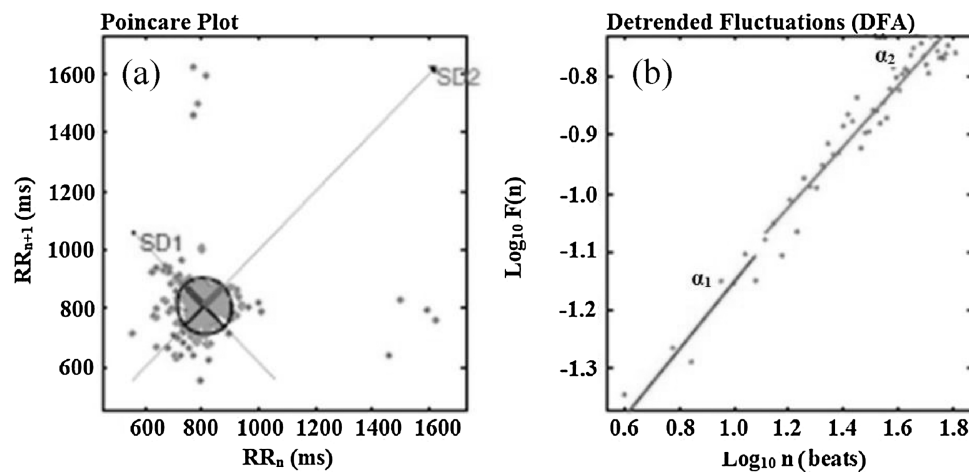 Poincare Plot
(a)
SD2
SD1
1600
1400
1200
1000
800
600
RRn+1 (ms)
600 800 1000 1200 1400 1600
RRn (ms)
Detrended Fluctuations (DFA)
(b)
α2
α1
-0.8
-0.9
-1.0
-1.1
-1.2
-1.3
Log10 F(n)
0.6 0.8 1.0 1.2 1.4 1.6 1.8
Log10 n (beats)